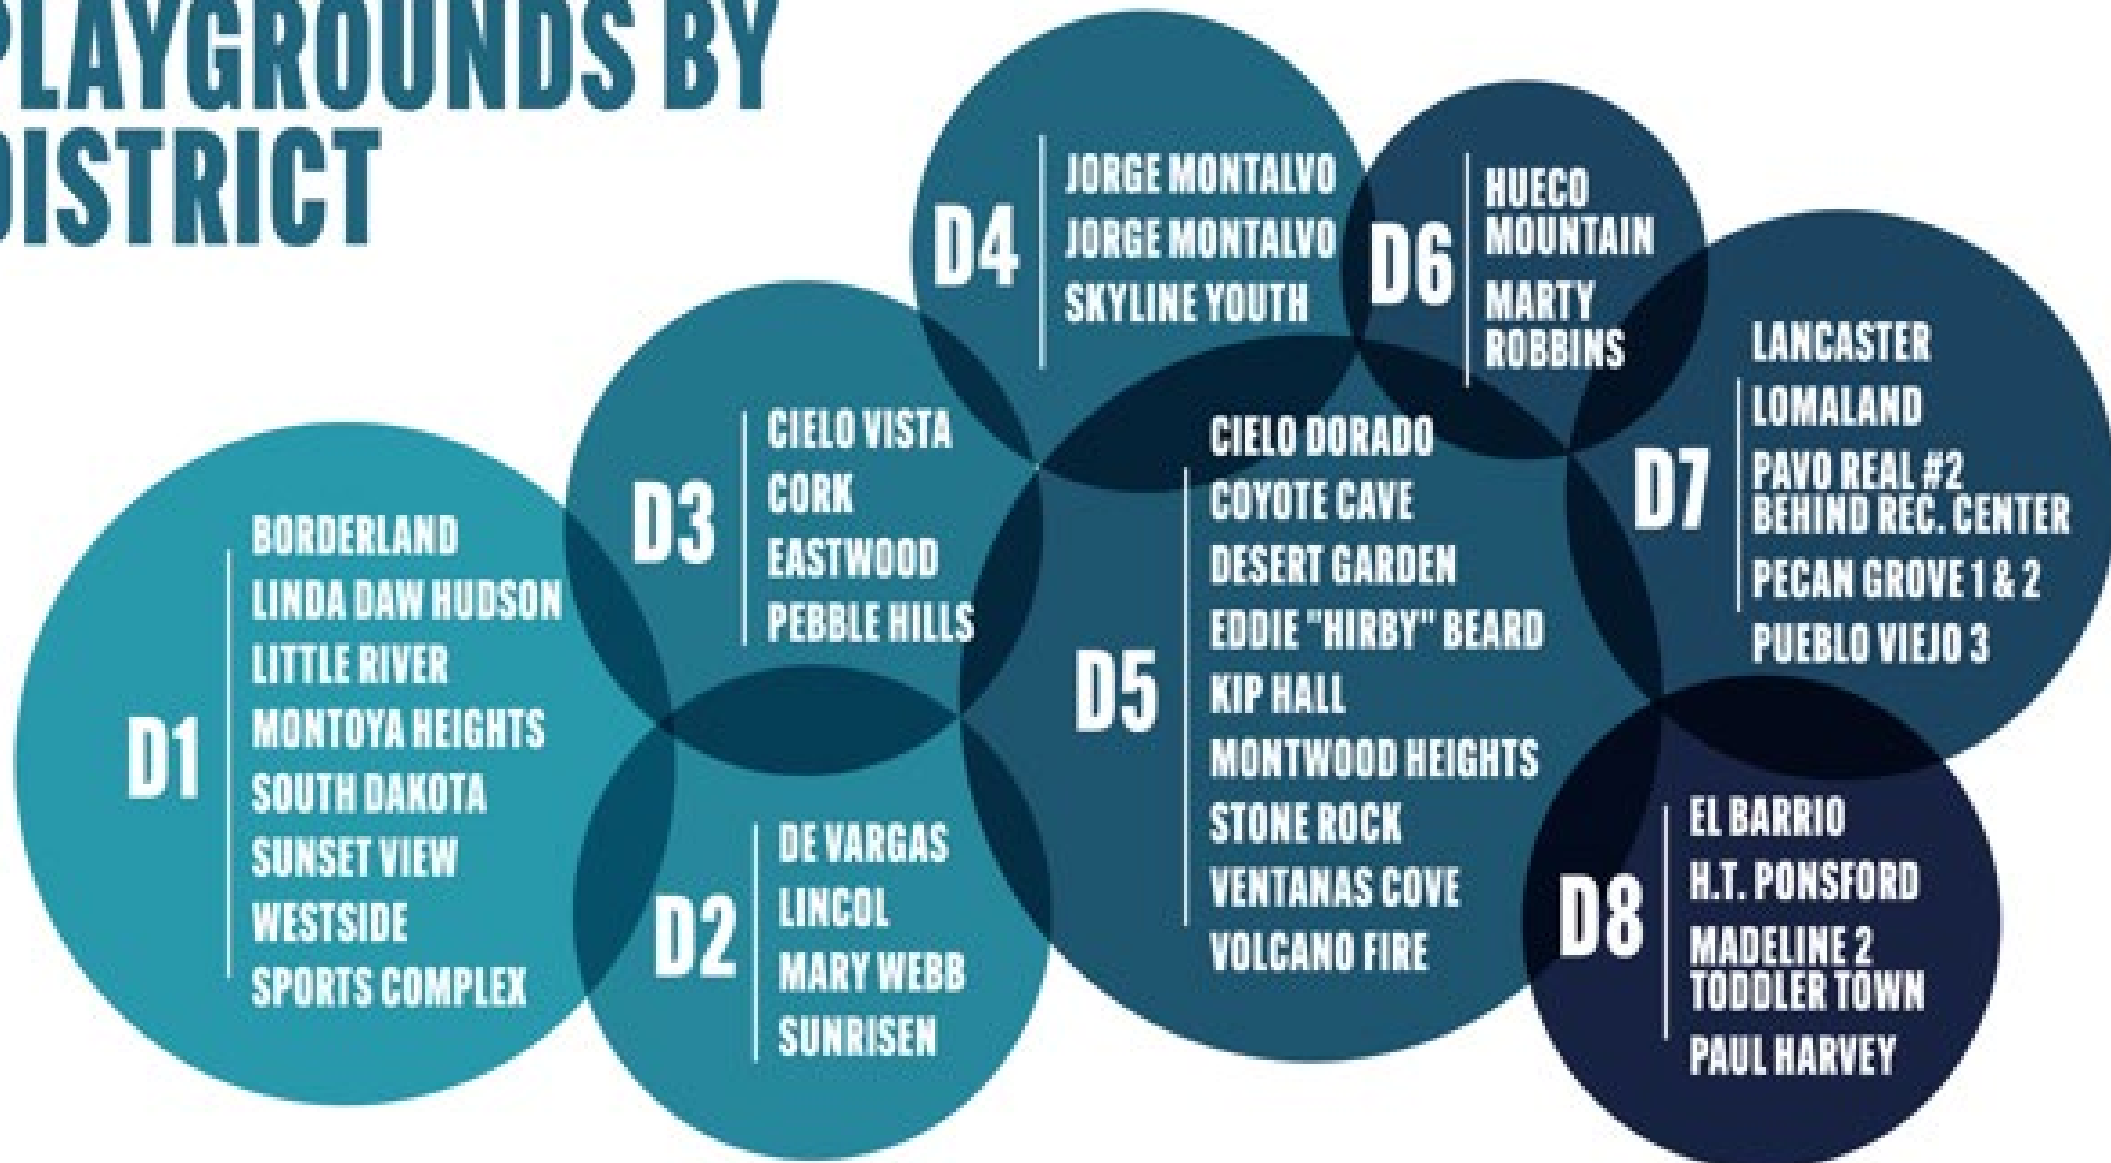 PLAYGROUNDS BY
DISTRICT
D1
BORDERLAND
LINDA DAW HUDSON
LITTLE RIVER
MONTOYA HEIGHTS
SOUTH DAKOTA
SUNSET VIEW
WESTSIDE
SPORTS COMPLEX
D2
DE VARGAS
LINCOL
MARY WEBB
SUNRISEN
D3
CIELO VISTA
CORK
EASTWOOD
PEBBLE HILLS
D4
JORGE MONTALVO
JORGE MONTALVO
SKYLINE YOUTH
D5
CIELO DORADO
COYOTE CAVE
DESERT GARDEN
EDDIE "HIRBY" BEARD
KIP HALL
MONTWOOD HEIGHTS
STONE ROCK
VENTANAS COVE
VOLCANO FIRE
D6
HUECO
MOUNTAIN
MARTY
ROBBINS
D7
LANCASTER
LOMALAND
PAVO REAL #2
BEHIND REC. CENTER
PECAN GROVE 1 & 2
PUEBLO VIEJO 3
D8
EL BARRIO
H.T. PONSFORD
MADELINE 2
TODDLER TOWN
PAUL HARVEY